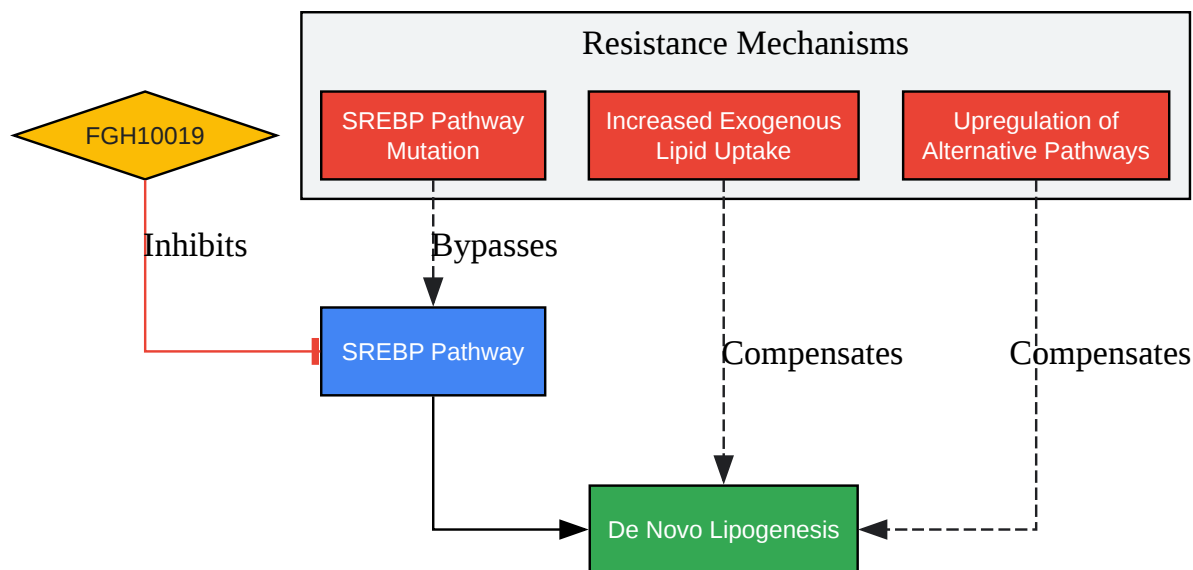 Resistance Mechanisms
FGH10019
SREBP Pathway
Mutation
Increased Exogenous
Lipid Uptake
Upregulation of
Alternative Pathways
Inhibits
Bypasses
SREBP Pathway
Compensates
Compensates
De Novo Lipogenesis